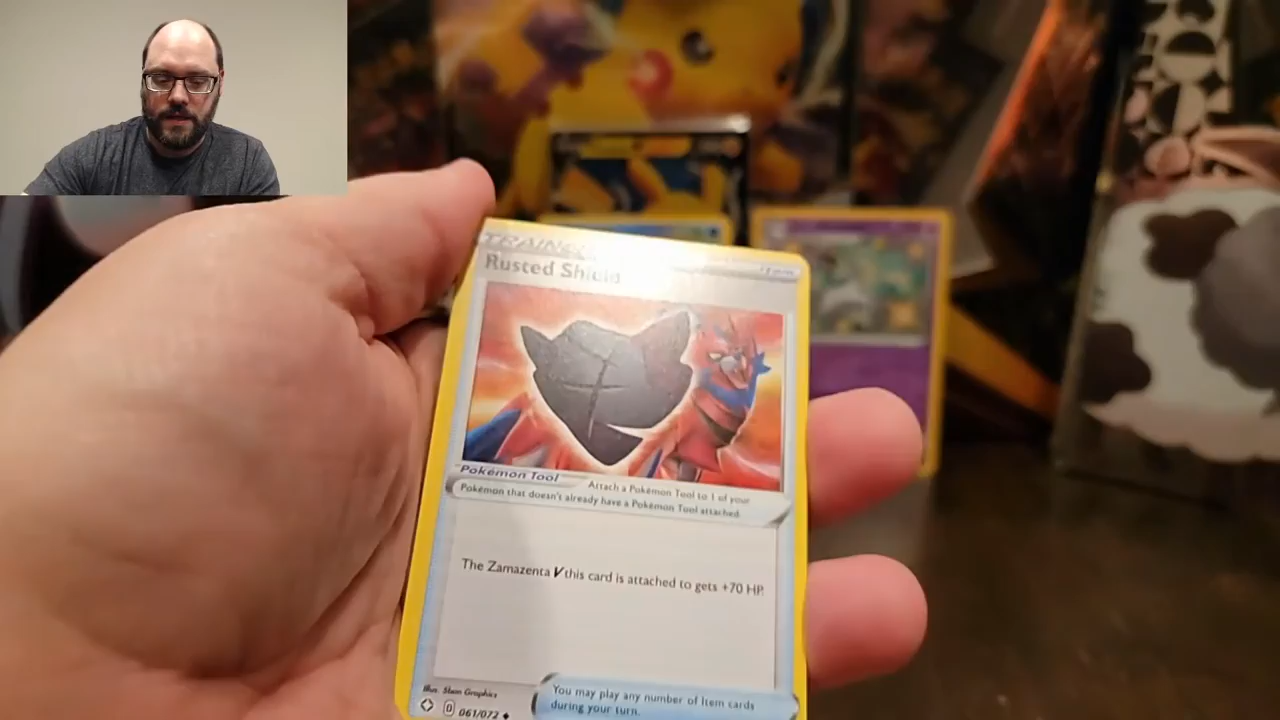 TRAINER
Rusted Shield
Item
Pokémon Tool
Attach a Pokémon Tool to 1 of your
Pokémon that doesn't already have a Pokémon Tool attached.
The Zamazenta V this card is attached to gets +70 HP.
Illus. 5ban Graphics
D 061/072
You may play any number of Item cards
during your turn.